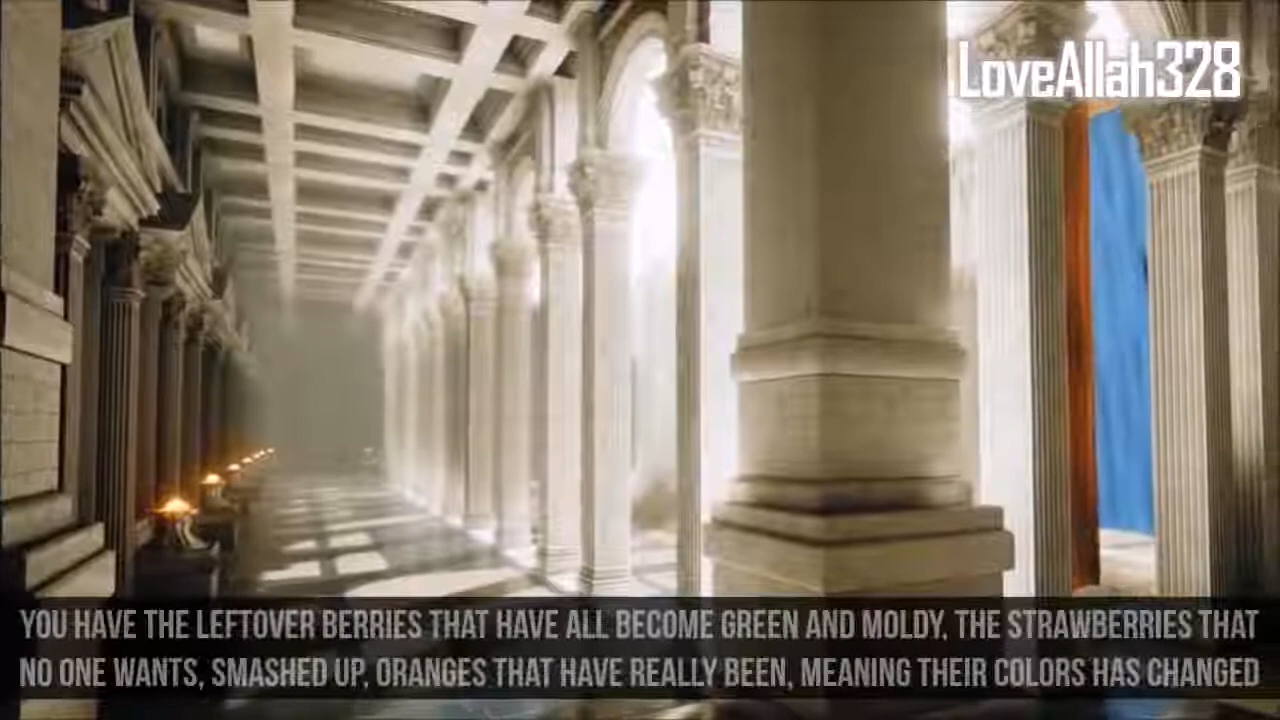 LoveAllah328
YOU HAVE THE LEFTOVER BERRIES THAT HAVE ALL BECOME GREEN AND MOLDY, THE STRAWBERRIES THAT
NO ONE WANTS, SMASHED UP, ORANGES THAT HAVE REALLY BEEN, MEANING THEIR COLORS HAS CHANGED